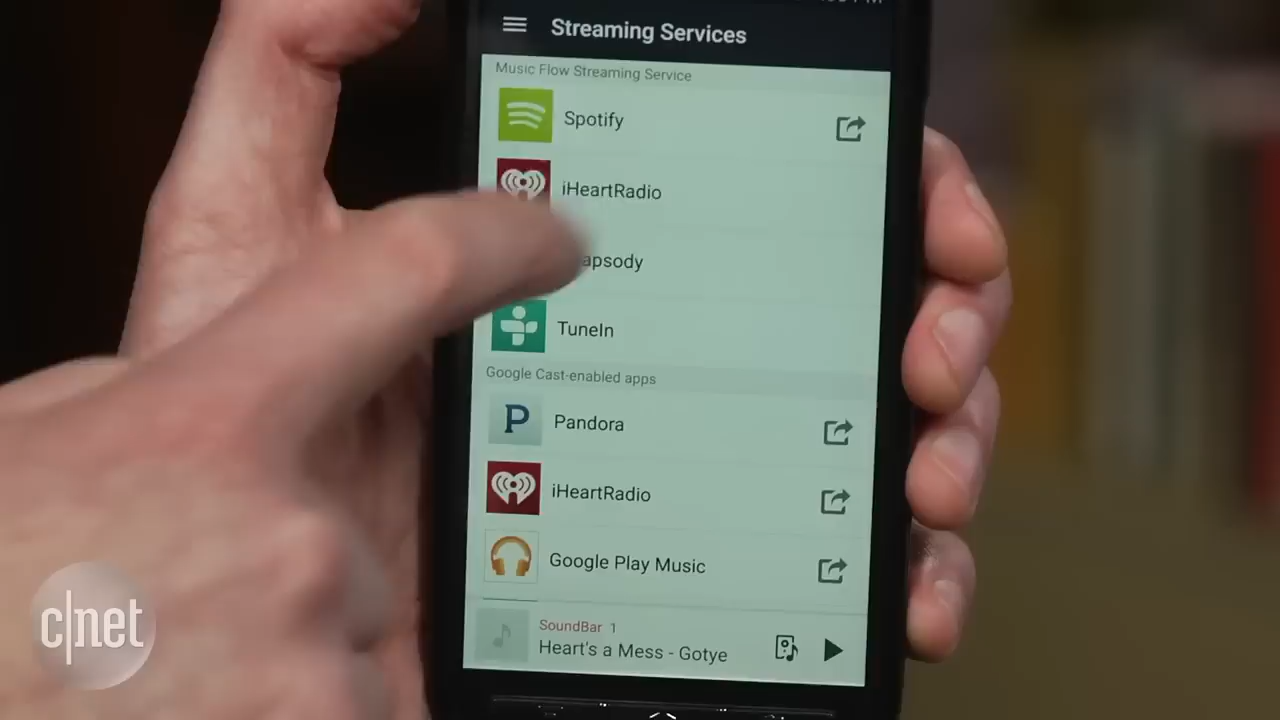 Streaming Services
Music Flow Streaming Service
Spotify
iHeartRadio
apsody
TuneIn
Google Cast-enabled apps
P Pandora
iHeartRadio
Google Play Music
SoundBar 1
Heart's a Mess - Gotye
c|net